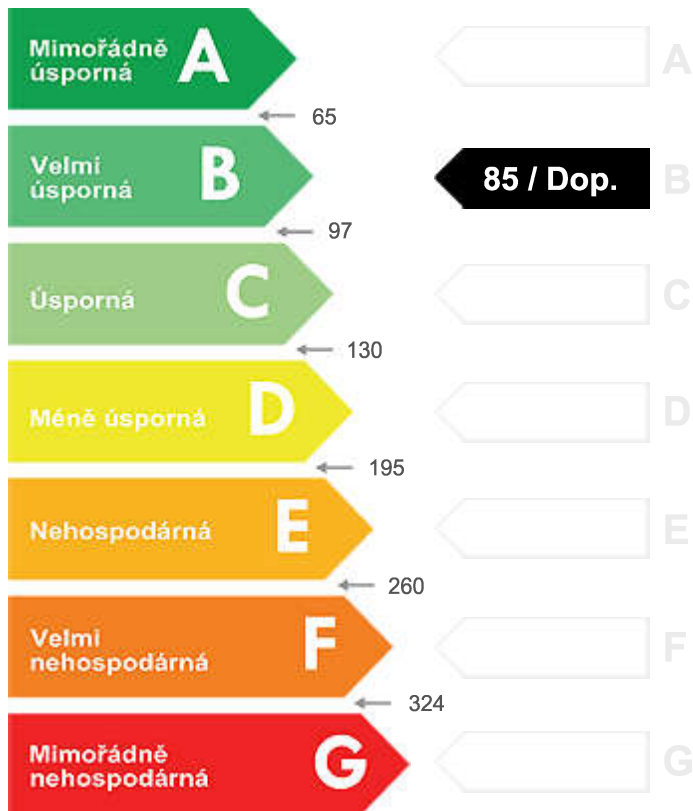 Mimořádně
úsporná
A
A
65
Velmi
úsporná
B
85 / Dop.
B
97
Úsporná
C
C
130
Méně úsporná
D
D
195
Nehospodárná
E
E
260
Velmi
nehospodárná
F
F
324
Mimořádně
nehospodárná
G
G